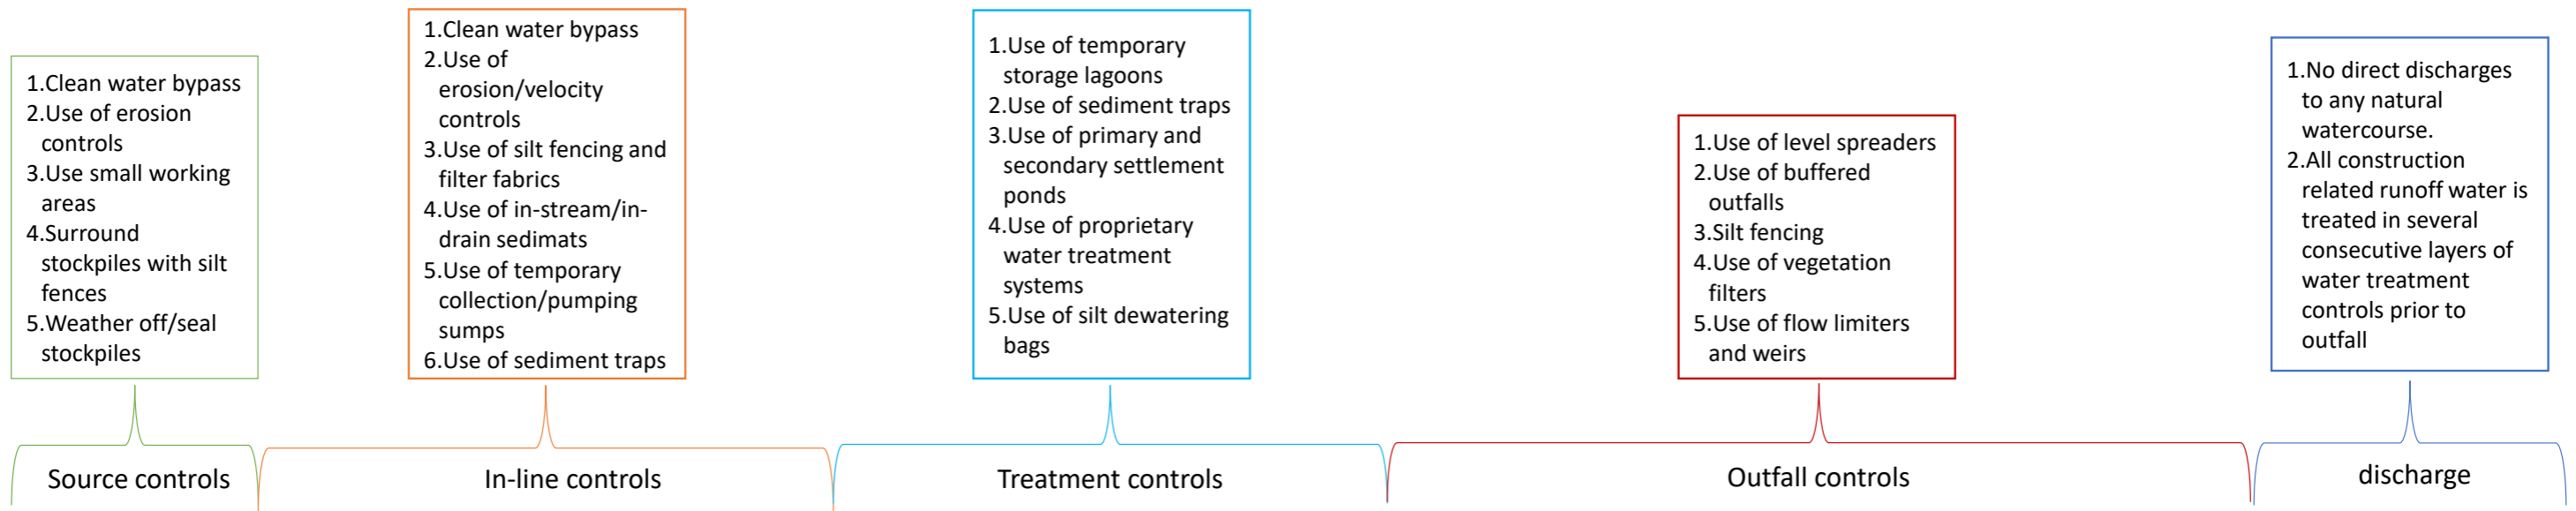 1.Clean water bypass
2.Use of erosion
controls
3.Use small working
areas
4.Surround
stockpiles with silt
fences
5.Weather off/seal
stockpiles
Source controls
1.Clean water bypass
2.Use of
erosion/velocity
controls
3.Use of silt fencing and
filter fabrics
4.Use of in-stream/in-
drain sedimats
5.Use of temporary
collection/pumping
sumps
6.Use of sediment traps
In-line controls
1.Use of temporary
storage lagoons
2.Use of sediment traps
3.Use of primary and
secondary settlement
ponds
4.Use of proprietary
water treatment
systems
5.Use of silt dewatering
bags
Treatment controls
1.Use of level spreaders
2.Use of buffered
outfalls
3.Silt fencing
4.Use of vegetation
filters
5.Use of flow limiters
and weirs
Outfall controls
1.No direct discharges
to any natural
watercourse.
2.All construction
related runoff water is
treated in several
consecutive layers of
water treatment
controls prior to
outfall
discharge